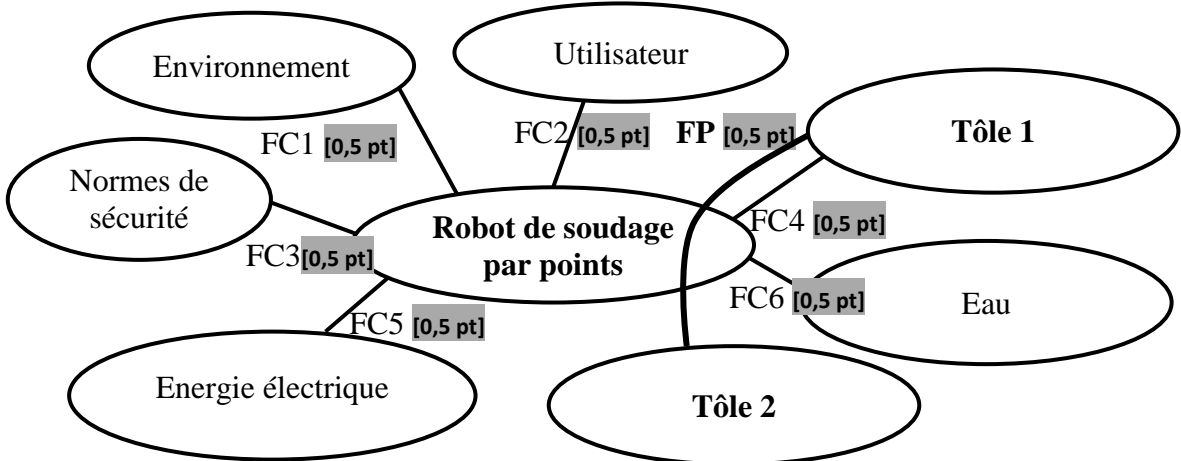 Environnement
Utilisateur
FC1 [0,5 pt]
FC2 [0,5 pt]
FP [0,5 pt]
Tôle 1
Normes de
sécurité
Robot de soudage
par points
FC4 [0,5 pt]
FC3 [0,5 pt]
FC6 [0,5 pt]
Eau
FC5 [0,5 pt]
Energie électrique
Tôle 2